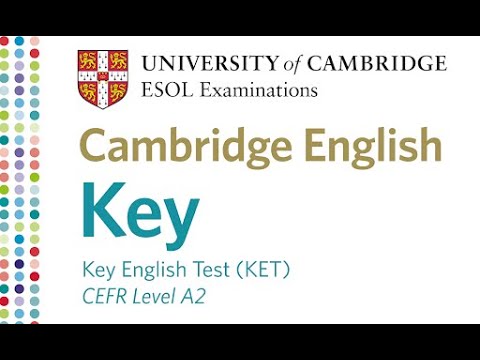 UNIVERSITY of CAMBRIDGE
ESOL Examinations
Cambridge English
Key
Key English Test (KET)
CEFR Level A2